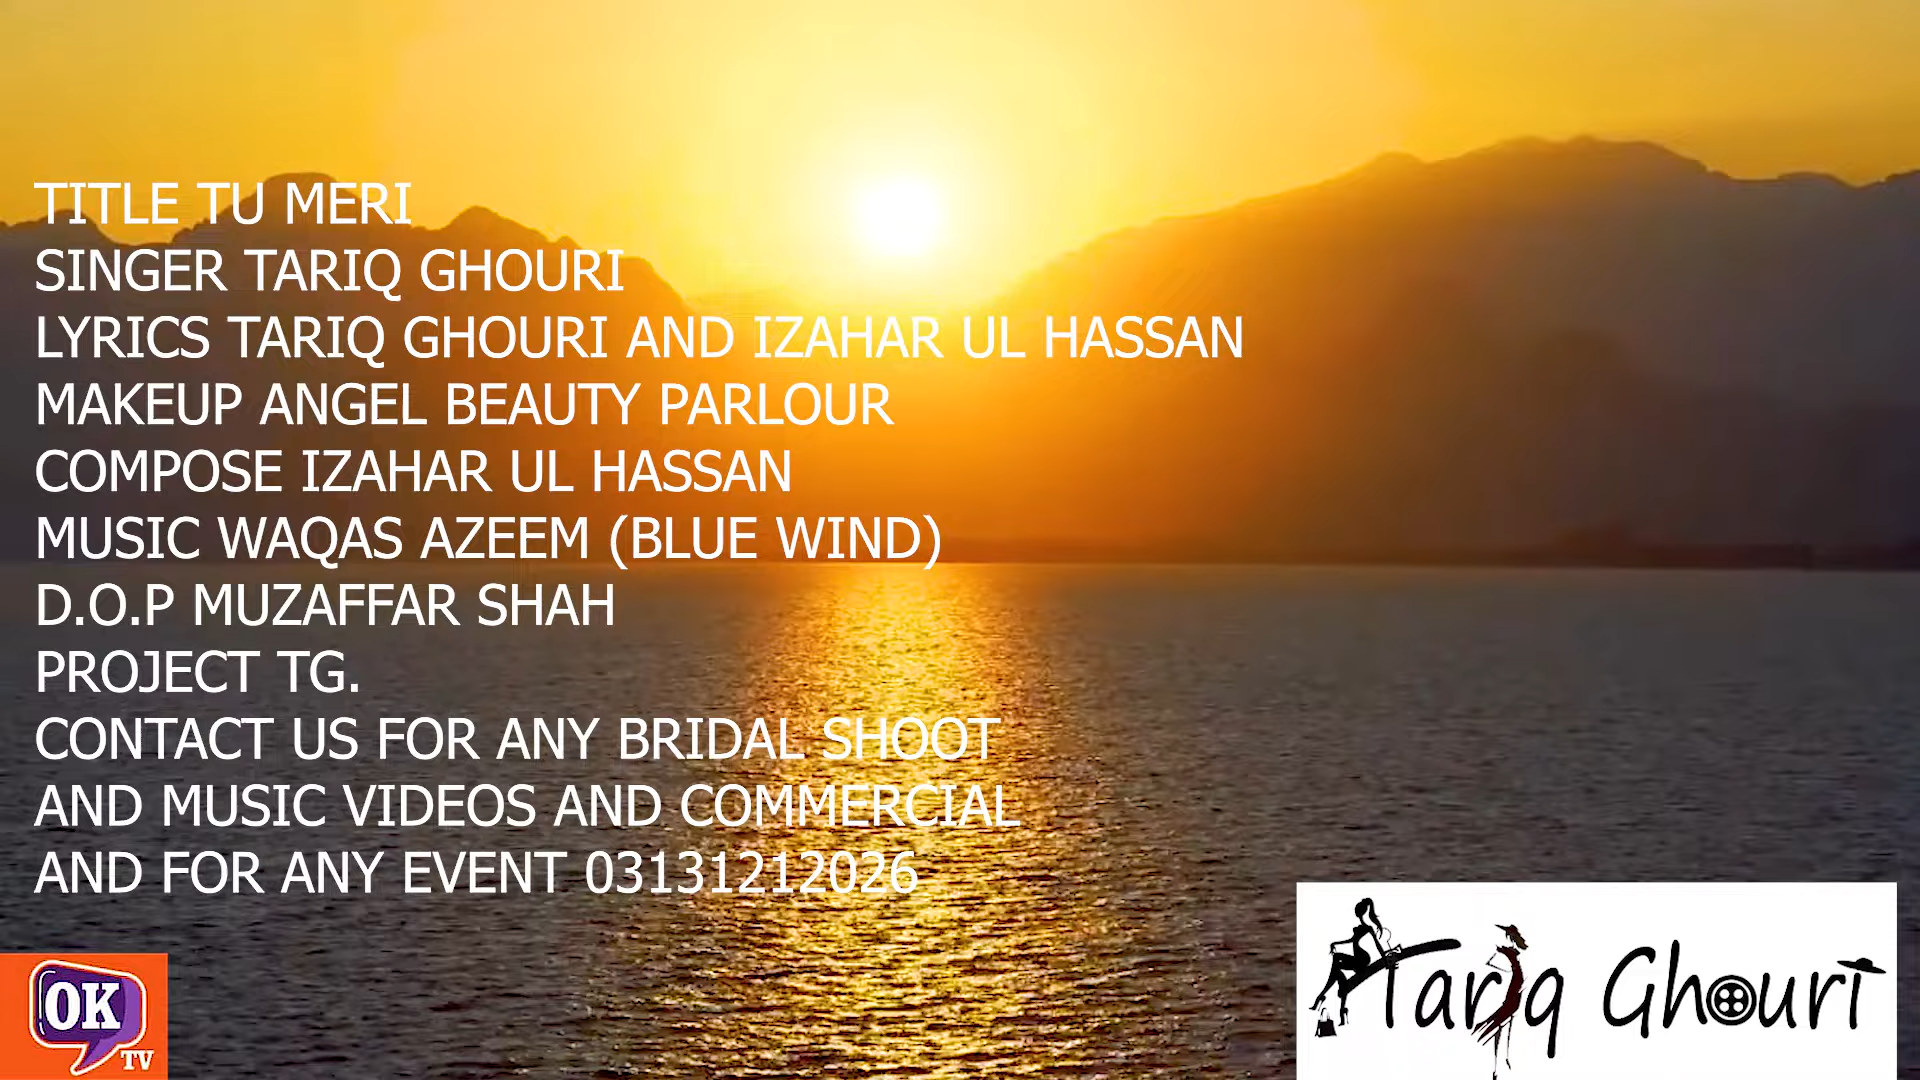 TITLE TU MERI
SINGER TARIQ GHOURI
LYRICS TARIQ GHOURI AND IZAHAR UL HASSAN
MAKEUP ANGEL BEAUTY PARLOUR
COMPOSE IZAHAR UL HASSAN
MUSIC WAQAS AZEEM (BLUE WIND)
D.O.P MUZAFFAR SHAH
PROJECT TG.
CONTACT US FOR ANY BRIDAL SHOOT
AND MUSIC VIDEOS AND COMMERCIAL
AND FOR ANY EVENT 03131212026
Tariq Ghouri
OK
TV